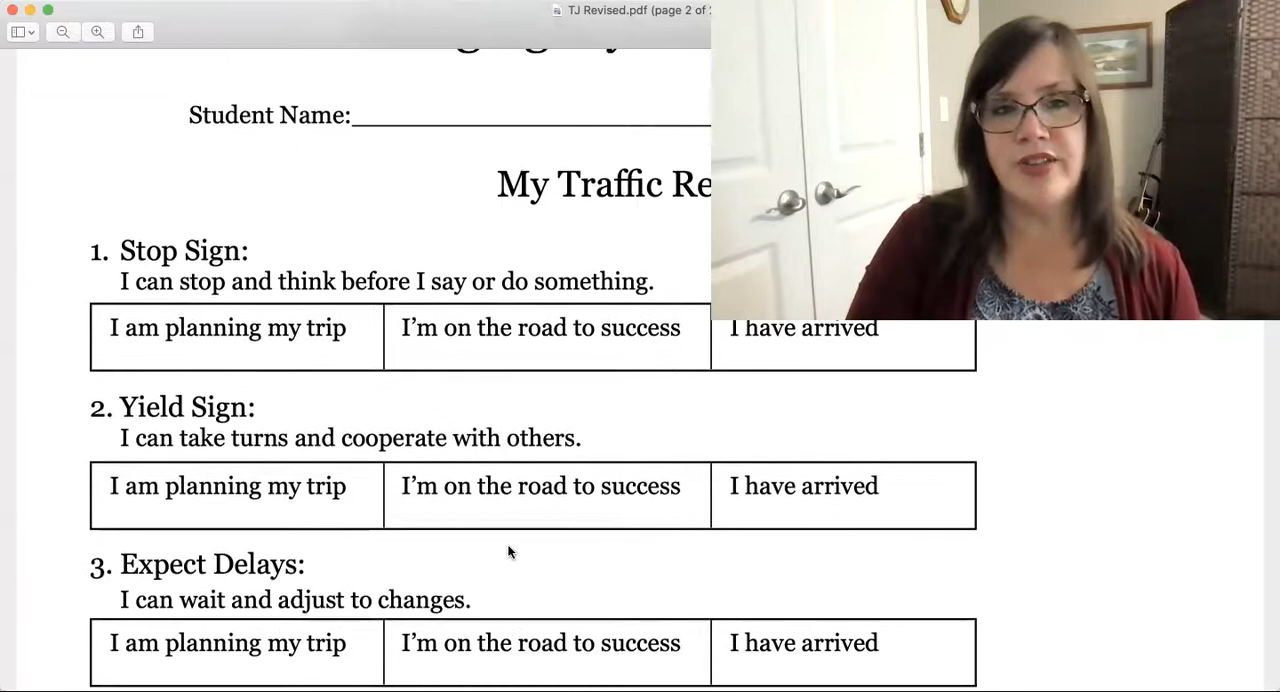 TJ Revised.pdf (page 2 of
Student Name:
My Traffic Re
1. Stop Sign:
I can stop and think before I say or do something.
I am planning my trip I’m on the road to success I have arrived
2. Yield Sign:
I can take turns and cooperate with others.
I am planning my trip I’m on the road to success I have arrived
3. Expect Delays:
I can wait and adjust to changes.
I am planning my trip I’m on the road to success I have arrived